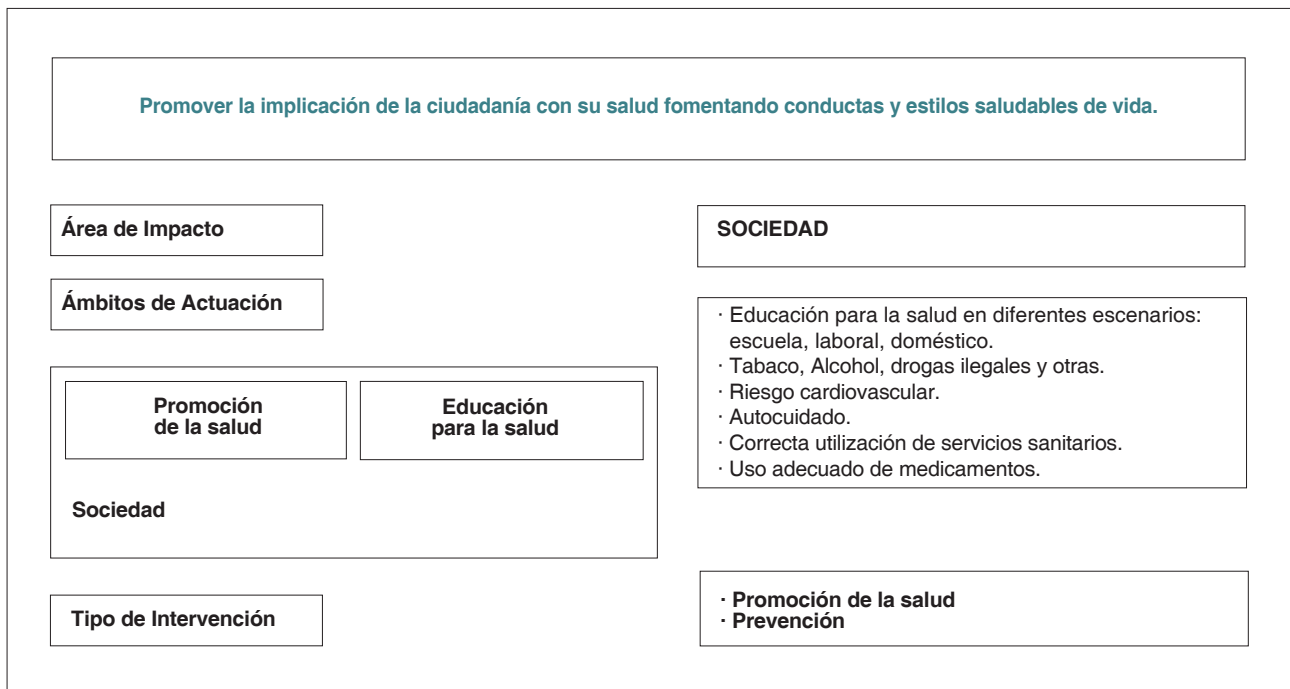 Promover la implicación de la ciudadanía con su salud fomentando conductas y estilos saludables de vida.
Área de Impacto
SOCIEDAD
Ámbitos de Actuación
· Educación para la salud en diferentes escenarios:
escuela, laboral, doméstico.
· Tabaco, Alcohol, drogas ilegales y otras.
· Riesgo cardiovascular.
· Autocuidado.
· Correcta utilización de servicios sanitarios.
· Uso adecuado de medicamentos.
Promoción
de la salud
Educación
para la salud
Sociedad
Tipo de Intervención
· Promoción de la salud
· Prevención